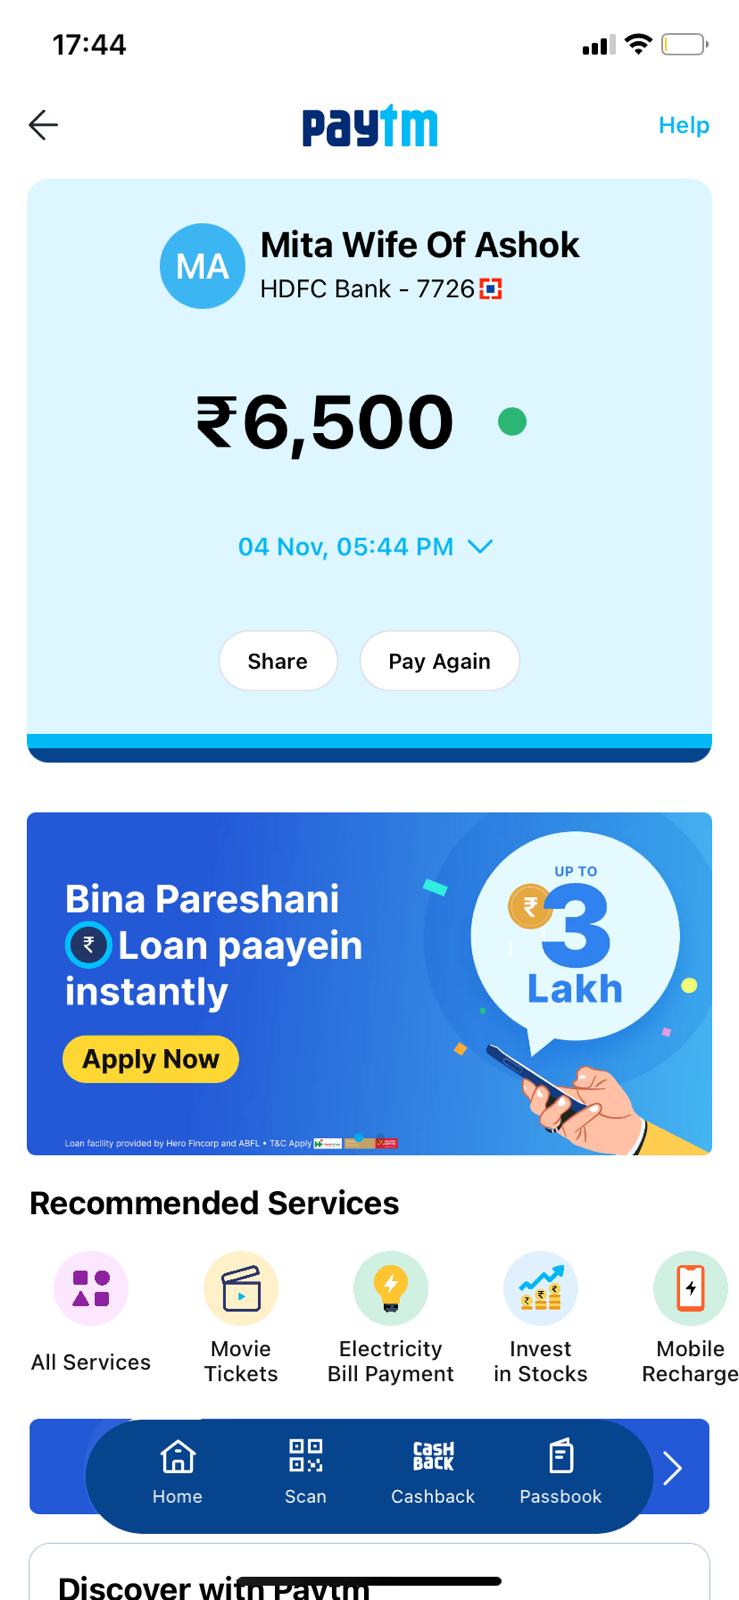 17:44
paytm
Help
MA
Mita Wife Of Ashok
HDFC Bank - 7726
₹6,500
04 Nov, 05:44 PM
Share
Pay Again
Bina Pareshani
₹ Loan paayein
instantly
Apply Now
UP TO
₹
3
Lakh
Loan facility provided by Hero Fincorp and ABFL • T&C Apply
Recommended Services
All Services
Movie
Tickets
Electricity
Bill Payment
Invest
in Stocks
Mobile
Recharge
Home
Scan
CASH
BACK
Cashback
Passbook
Discover with Paytm